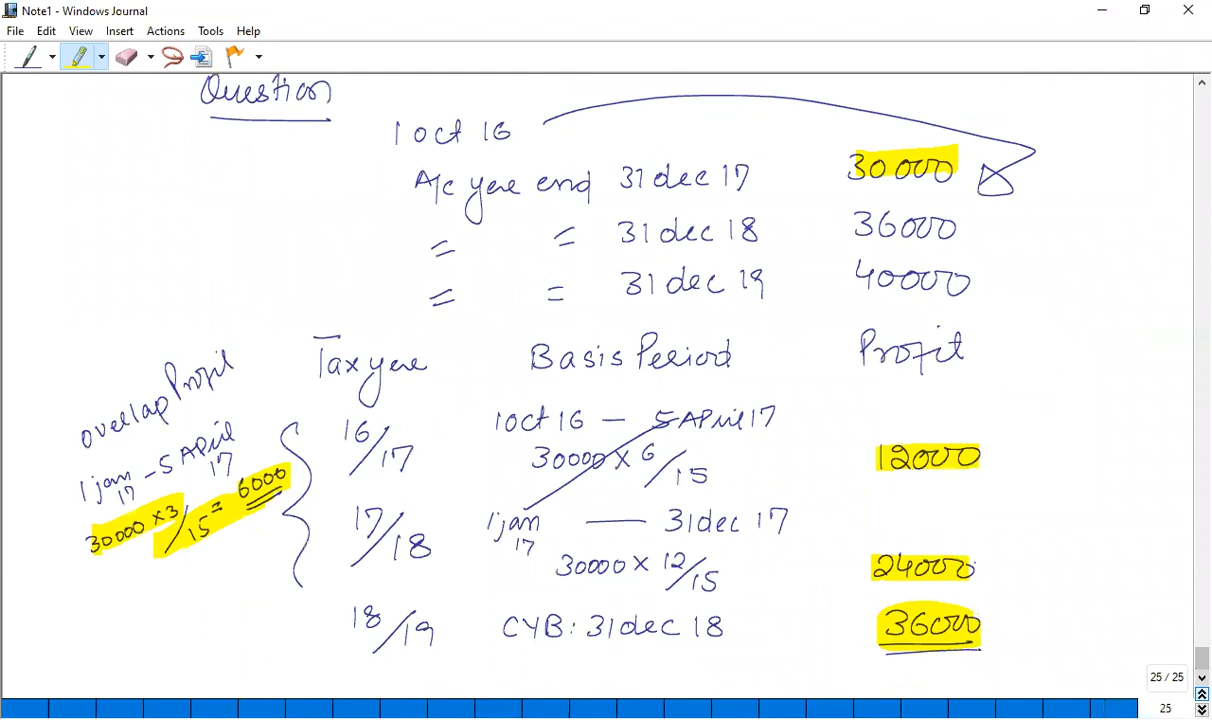 Note1 - Windows Journal
File Edit View Insert Actions Tools Help
Question
1 oct 16
A/c yere end 31 dec 17 30000
= = 31 dec 18 36000
= = 31 dec 19 40000
Tax yere Basis Period Profit
overlap Profit
1 jan 17 - 5 April 17
30000 x 3/15 = 6000
16/17 1 oct 16 — 5 April 17
30000 x 6/15 12000
17/18 1 jan 17 — 31 dec 17
30000 x 12/15 24000
18/19 CYB: 31 dec 18 36000
25 / 25
25